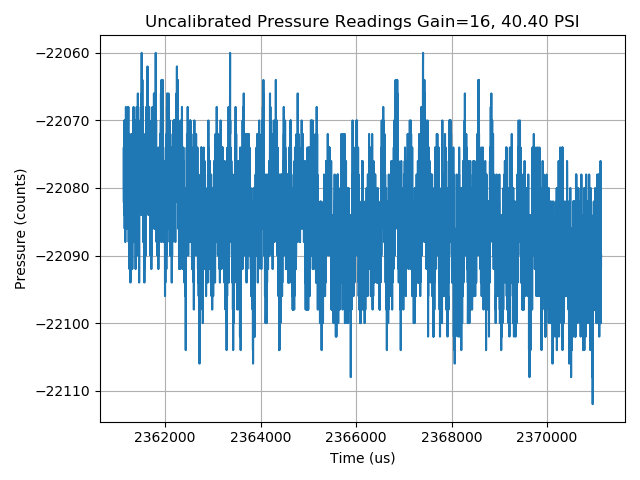 Uncalibrated Pressure Readings Gain=16, 40.40 PSI
−22060
−22070
−22080
−22090
−22100
−22110
Pressure (counts)
2362000 2364000 2366000 2368000 2370000
Time (us)